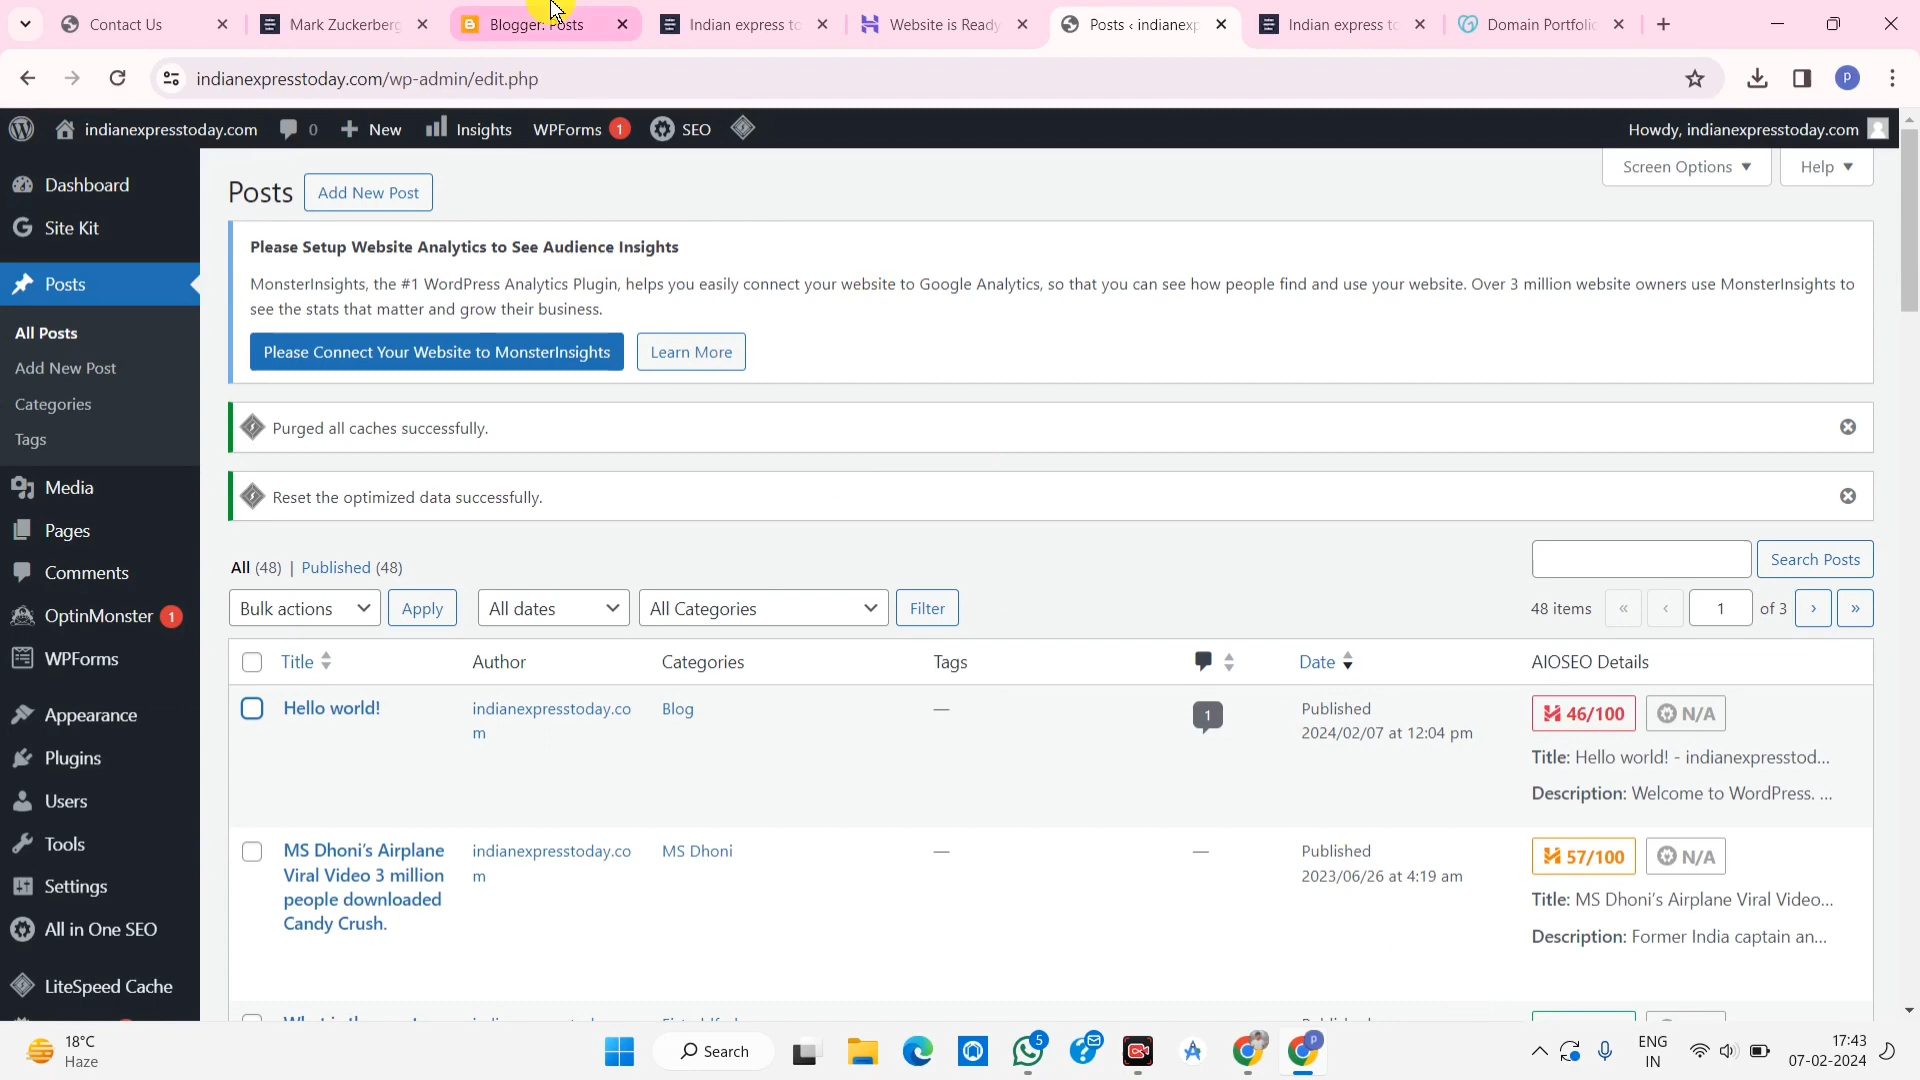 Contact Us
Mark Zuckerberg
Blogger: Posts
Indian express to
Website is Ready
Posts ‹ indianexp
Indian express to
Domain Portfolio
indianexpresstoday.com/wp-admin/edit.php
P
indianexpresstoday.com
0
New
Insights
WPForms 1
SEO
Howdy, indianexpresstoday.com
Dashboard
Site Kit
Posts
All Posts
Add New Post
Categories
Tags
Media
Pages
Comments
OptinMonster 1
WPForms
Appearance
Plugins
Users
Tools
Settings
All in One SEO
LiteSpeed Cache
Screen Options
Help
Posts
Add New Post
Please Setup Website Analytics to See Audience Insights
MonsterInsights, the #1 WordPress Analytics Plugin, helps you easily connect your website to Google Analytics, so that you can see how people find and use your website. Over 3 million website owners use MonsterInsights to
see the stats that matter and grow their business.
Please Connect Your Website to MonsterInsights
Learn More
Purged all caches successfully.
Reset the optimized data successfully.
All (48) | Published (48)
Search Posts
Bulk actions
Apply
All dates
All Categories
Filter
48 items « ‹ 1 of 3 › »
Title
Author
Categories
Tags
Date
AIOSEO Details
Hello world!
indianexpresstoday.co
m
Blog
—
1
Published
2024/02/07 at 12:04 pm
46/100
N/A
Title: Hello world! - indianexpresstod...
Description: Welcome to WordPress. ...
MS Dhoni's Airplane
Viral Video 3 million
people downloaded
Candy Crush.
indianexpresstoday.co
m
MS Dhoni
—
—
Published
2023/06/26 at 4:19 am
57/100
N/A
Title: MS Dhoni's Airplane Viral Video...
Description: Former India captain an...
18°C
Haze
Search
5
P
ENG
IN
17:43
07-02-2024